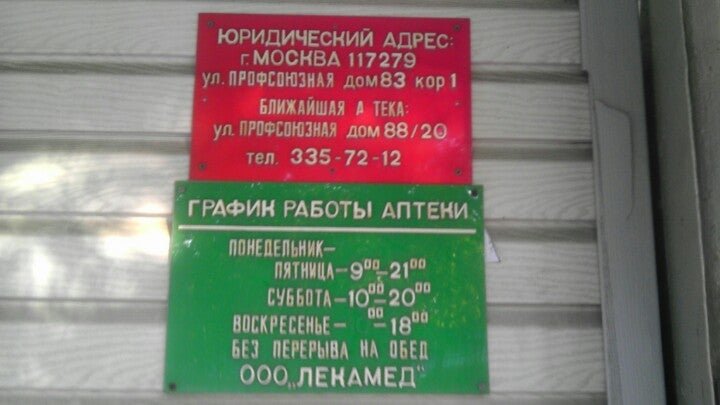 ЮРИДИЧЕСКИЙ АДРЕС:
г. МОСКВА 117279
ул. ПРОФСОЮЗНАЯ дом 83 кор 1
БЛИЖАЙШАЯ А ТЕКА:
ул. ПРОФСОЮЗНАЯ дом 88/20
тел. 335-72-12
ГРАФИК РАБОТЫ АПТЕКИ
ПОНЕДЕЛЬНИК—
ПЯТНИЦА—9⁰⁰—21⁰⁰
СУББОТА—10⁰⁰—20⁰⁰
ВОСКРЕСЕНЬЕ— ⁰⁰—18⁰⁰
БЕЗ ПЕРЕРЫВА НА ОБЕД
ООО „ЛЕКАМЕД"